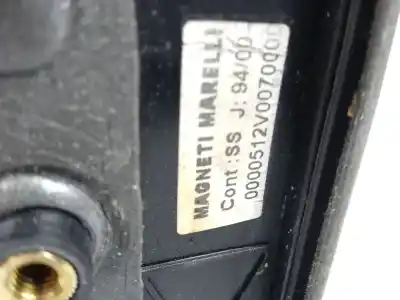 MAGNETI MARELLI
Cont :SS J: 94/00
0000512V0070000